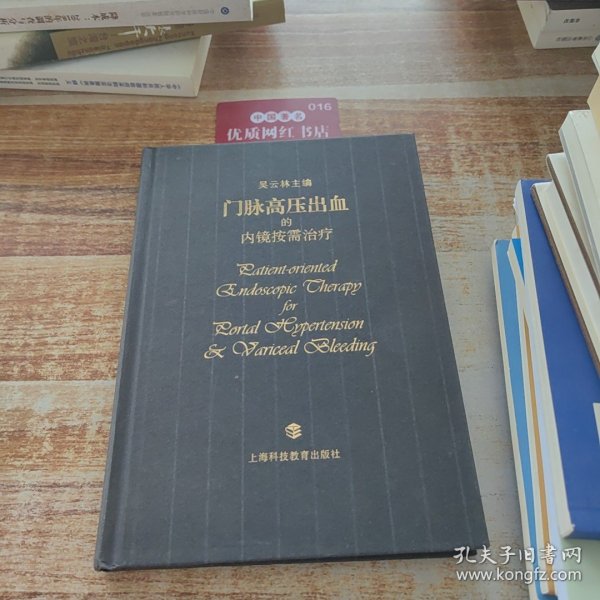 016
中国著名
优质网红书店
吴云林主编
门脉高压出血
的
内镜按需治疗
Patient-oriented
Endoscopic Therapy
for
Portal Hypertension
& Variceal Bleeding
上海科技教育出版社
孔夫子旧书网
www.kongfz.com